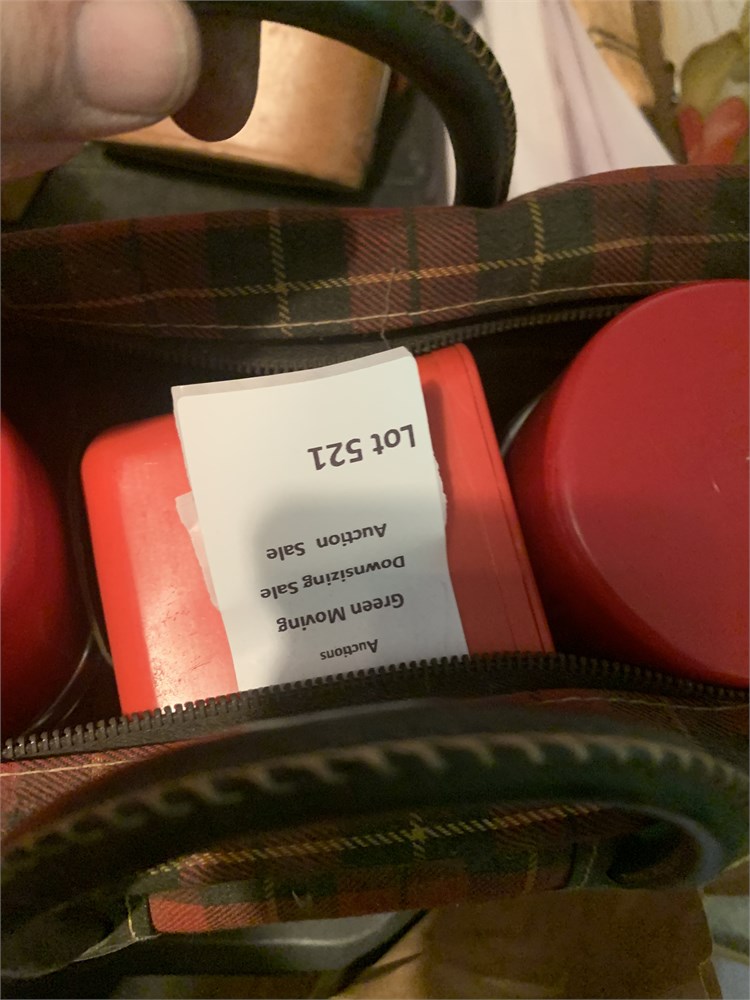 Auctions
Green Moving
Downsizing Sale
Auction Sale
Lot 521